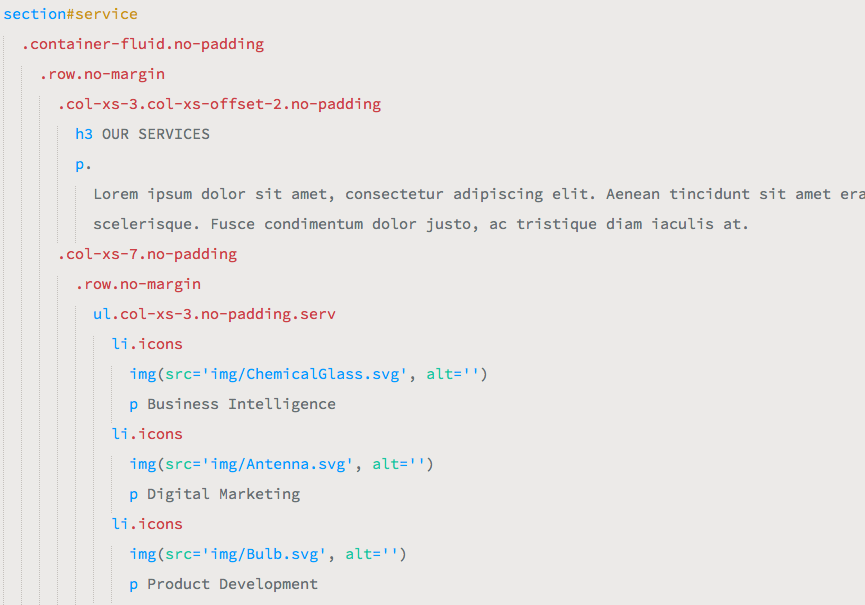 section#service
.container-fluid.no-padding
.row.no-margin
.col-xs-3.col-xs-offset-2.no-padding
h3 OUR SERVICES
p.
Lorem ipsum dolor sit amet, consectetur adipiscing elit. Aenean tincidunt sit amet era
scelerisque. Fusce condimentum dolor justo, ac tristique diam iaculis at.
.col-xs-7.no-padding
.row.no-margin
ul.col-xs-3.no-padding.serv
li.icons
img(src='img/ChemicalGlass.svg', alt='')
p Business Intelligence
li.icons
img(src='img/Antenna.svg', alt='')
p Digital Marketing
li.icons
img(src='img/Bulb.svg', alt='')
p Product Development